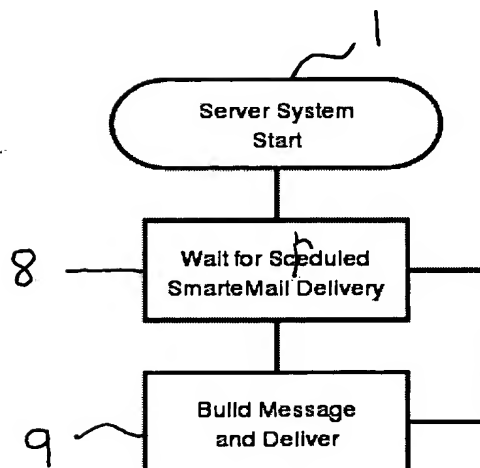 1
Server System
Start
8
Wait for Sceduled
SmarteMail Delivery
9
Build Message
and Deliver